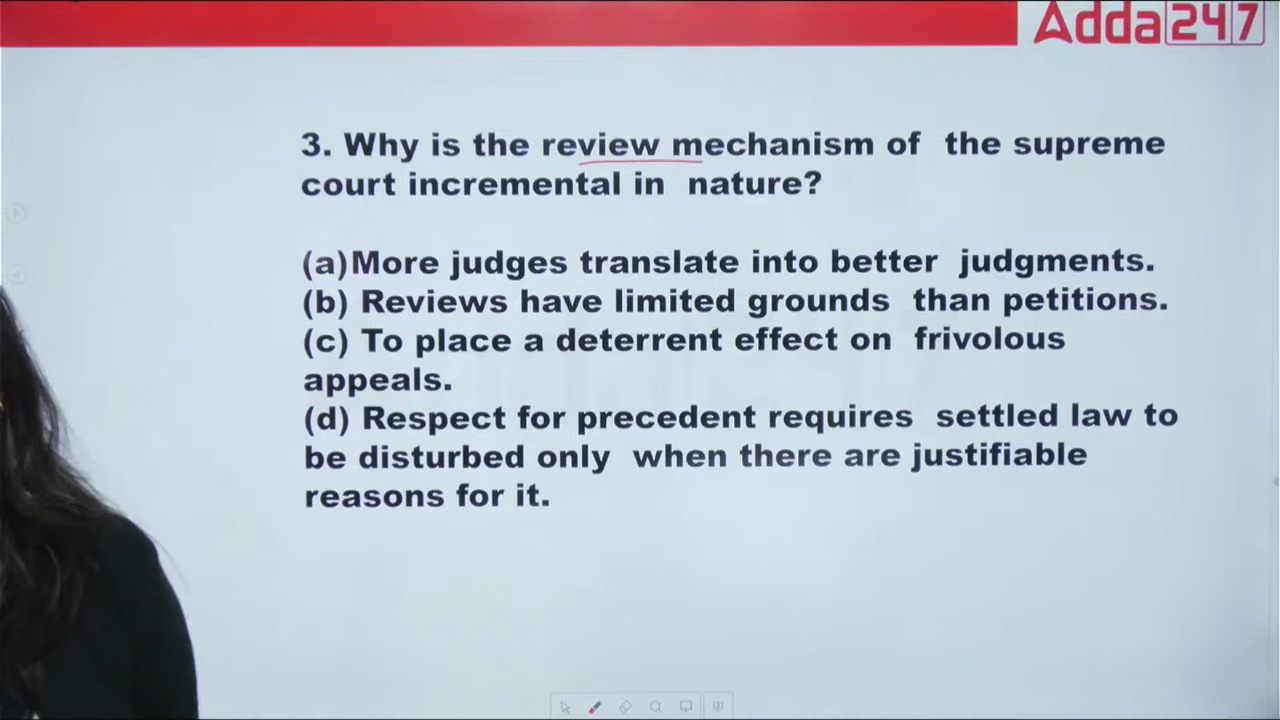 Adda247
3. Why is the review mechanism of the supreme
court incremental in nature?
(a)More judges translate into better judgments.
(b) Reviews have limited grounds than petitions.
(c) To place a deterrent effect on frivolous
appeals.
(d) Respect for precedent requires settled law to
be disturbed only when there are justifiable
reasons for it.